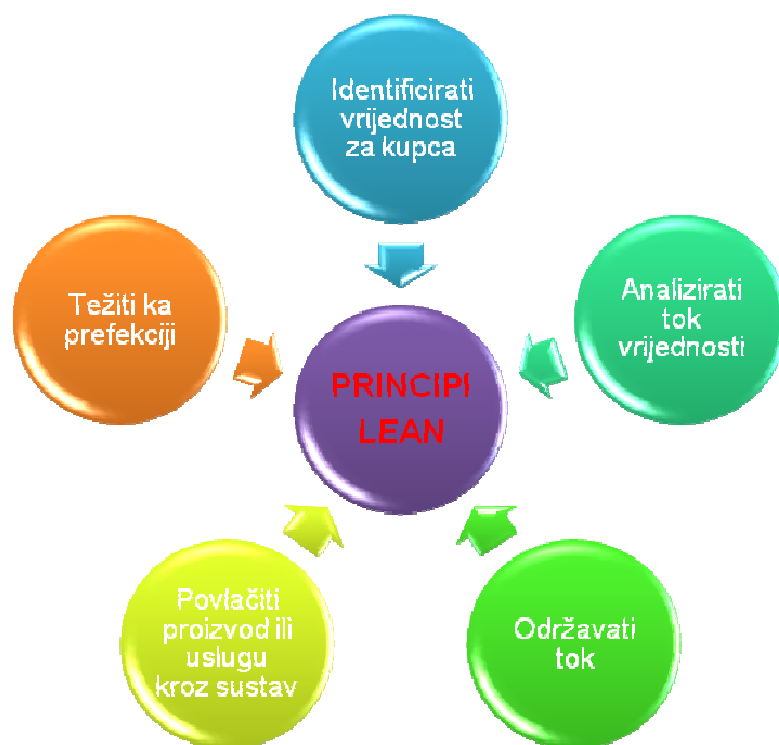 Identificirati
vrijednost
za kupca
Analizirati
tok
vrijednosti
Održavati
tok
Povlačiti
proizvod ili
uslugu
kroz sustav
Težiti ka
prefekciji
PRINCIPI
LEAN